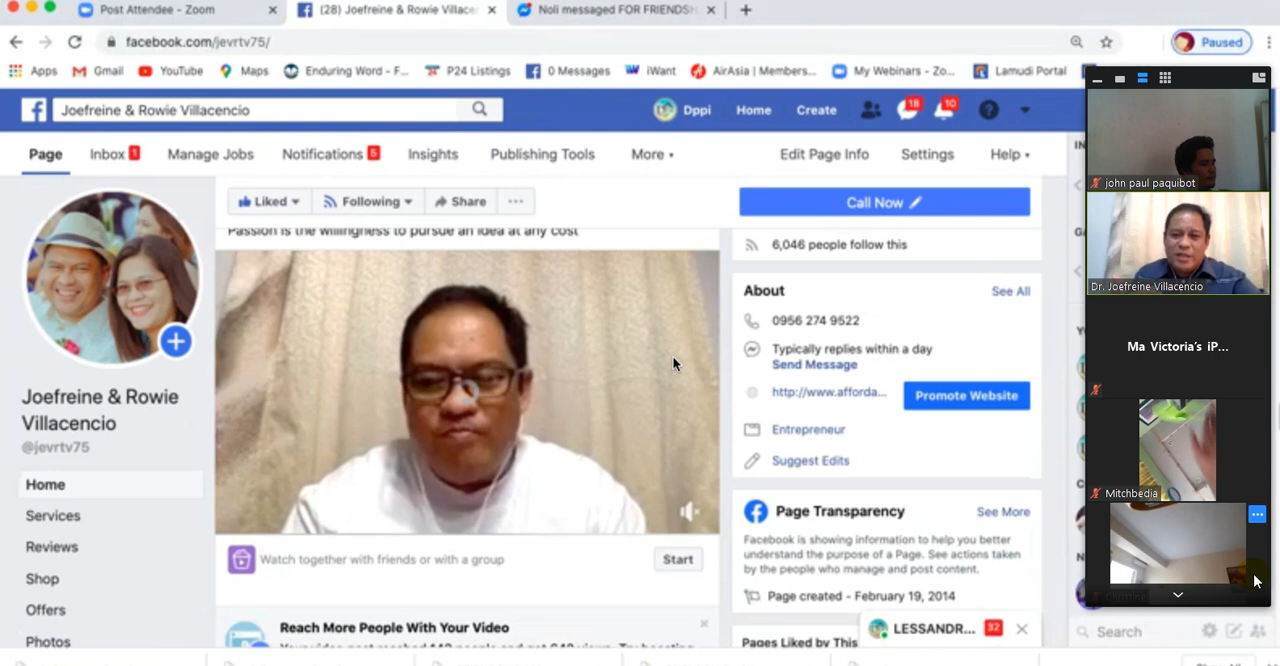 Post Attendee - Zoom
(28) Joefreine & Rowie Villacen
Noli messaged FOR FRIENDS
facebook.com/jevrtv75/
Paused
Apps
Gmail
YouTube
Maps
Enduring Word - F...
P24 Listings
0 Messages
iWant
AirAsia | Members...
My Webinars - Zo...
Lamudi Portal
Joefreine & Rowie Villacencio
Dppi
Home
Create
18
10
Page
Inbox 1
Manage Jobs
Notifications 5
Insights
Publishing Tools
More
Edit Page Info
Settings
Help
Liked
Following
Share
...
Call Now
Passion is the willingness to pursue an idea at any cost
Joefreine & Rowie
Villacencio
@jevrtv75
Home
Services
Reviews
Shop
Offers
Photos
Watch together with friends or with a group
Start
Reach More People With Your Video
6,046 people follow this
About
See All
0956 274 9522
Typically replies within a day
Send Message
http://www.afforda...
Promote Website
Entrepreneur
Suggest Edits
Page Transparency
See More
Facebook is showing information to help you better
understand the purpose of a Page. See actions taken
by the people who manage and post content.
Page created - February 19, 2014
Pages Liked by This
LESSANDR... 32
Search
john paul paquibot
Dr. Joefreine Villacencio
Ma Victoria's iP...
Mitchbedia